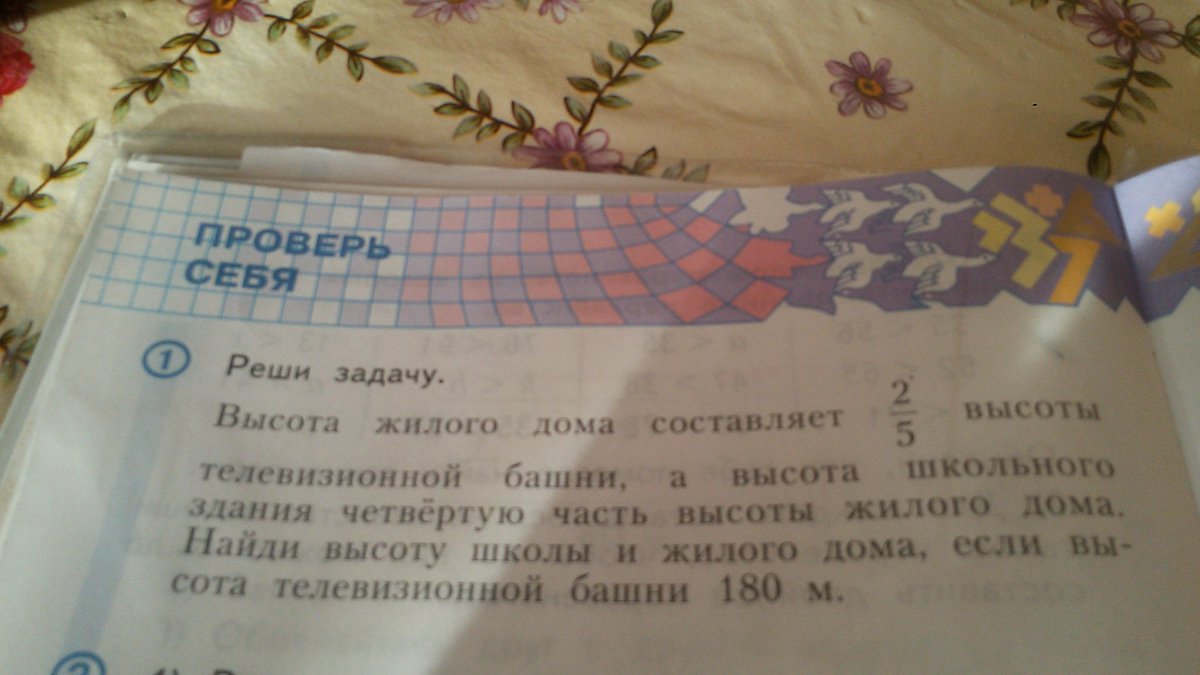 ПРОВЕРЬ
СЕБЯ
1 Реши задачу.
Высота жилого дома составляет 2/5 высоты
телевизионной башни, а высота школьного
здания четвёртую часть высоты жилого дома.
Найди высоту школы и жилого дома, если вы-
сота телевизионной башни 180 м.